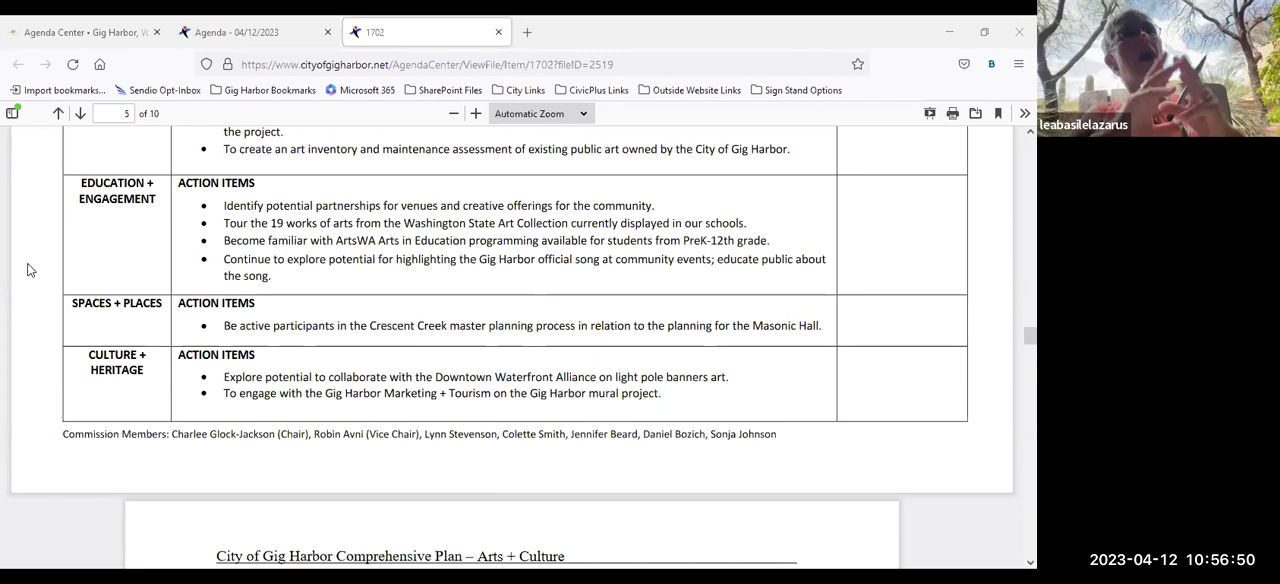 Agenda Center • Gig Harbor, W
Agenda - 04/12/2023
1702
https://www.cityofgigharbor.net/AgendaCenter/ViewFile/Item/1702?fileID=2519
Import bookmarks...
Sendio Opt-Inbox
Gig Harbor Bookmarks
Microsoft 365
SharePoint Files
City Links
CivicPlus Links
Outside Website Links
Sign Stand Options
B
5 of 10
Automatic Zoom
leabasilelazarus
the project.
• To create an art inventory and maintenance assessment of existing public art owned by the City of Gig Harbor.
EDUCATION +
ENGAGEMENT
ACTION ITEMS
• Identify potential partnerships for venues and creative offerings for the community.
• Tour the 19 works of arts from the Washington State Art Collection currently displayed in our schools.
• Become familiar with ArtsWA Arts in Education programming available for students from PreK-12th grade.
• Continue to explore potential for highlighting the Gig Harbor official song at community events; educate public about
the song.
SPACES + PLACES
ACTION ITEMS
• Be active participants in the Crescent Creek master planning process in relation to the planning for the Masonic Hall.
CULTURE +
HERITAGE
ACTION ITEMS
• Explore potential to collaborate with the Downtown Waterfront Alliance on light pole banners art.
• To engage with the Gig Harbor Marketing + Tourism on the Gig Harbor mural project.
Commission Members: Charlee Glock-Jackson (Chair), Robin Avni (Vice Chair), Lynn Stevenson, Colette Smith, Jennifer Beard, Daniel Bozich, Sonja Johnson
City of Gig Harbor Comprehensive Plan – Arts + Culture
2023-04-12 10:56:50